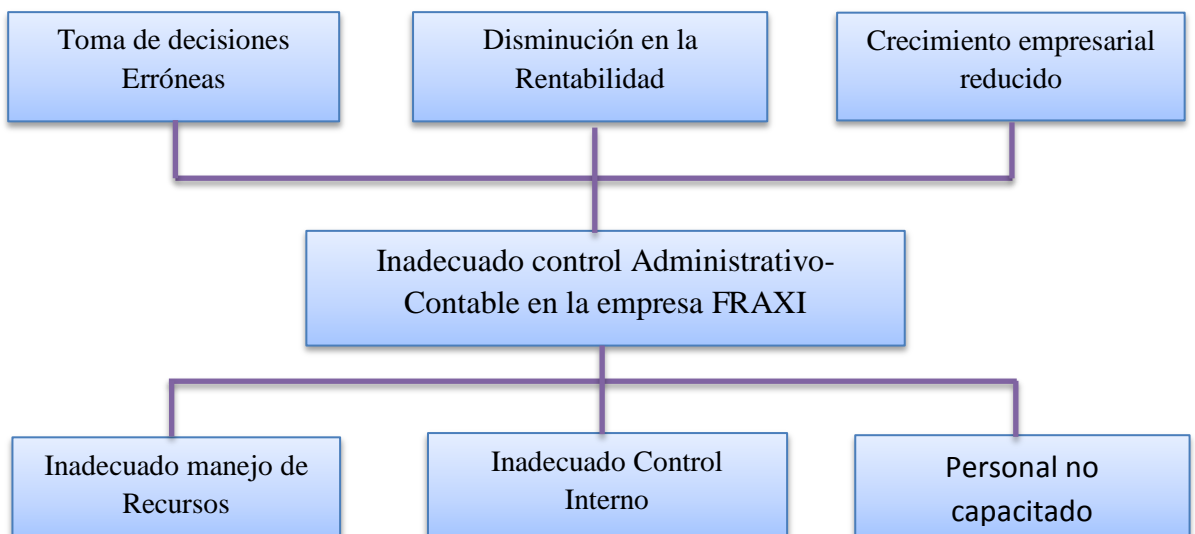 Toma de decisiones
Erróneas
Disminución en la
Rentabilidad
Crecimiento empresarial
reducido
Inadecuado control Administrativo-
Contable en la empresa FRAXI
Inadecuado manejo de
Recursos
Inadecuado Control
Interno
Personal no
capacitado